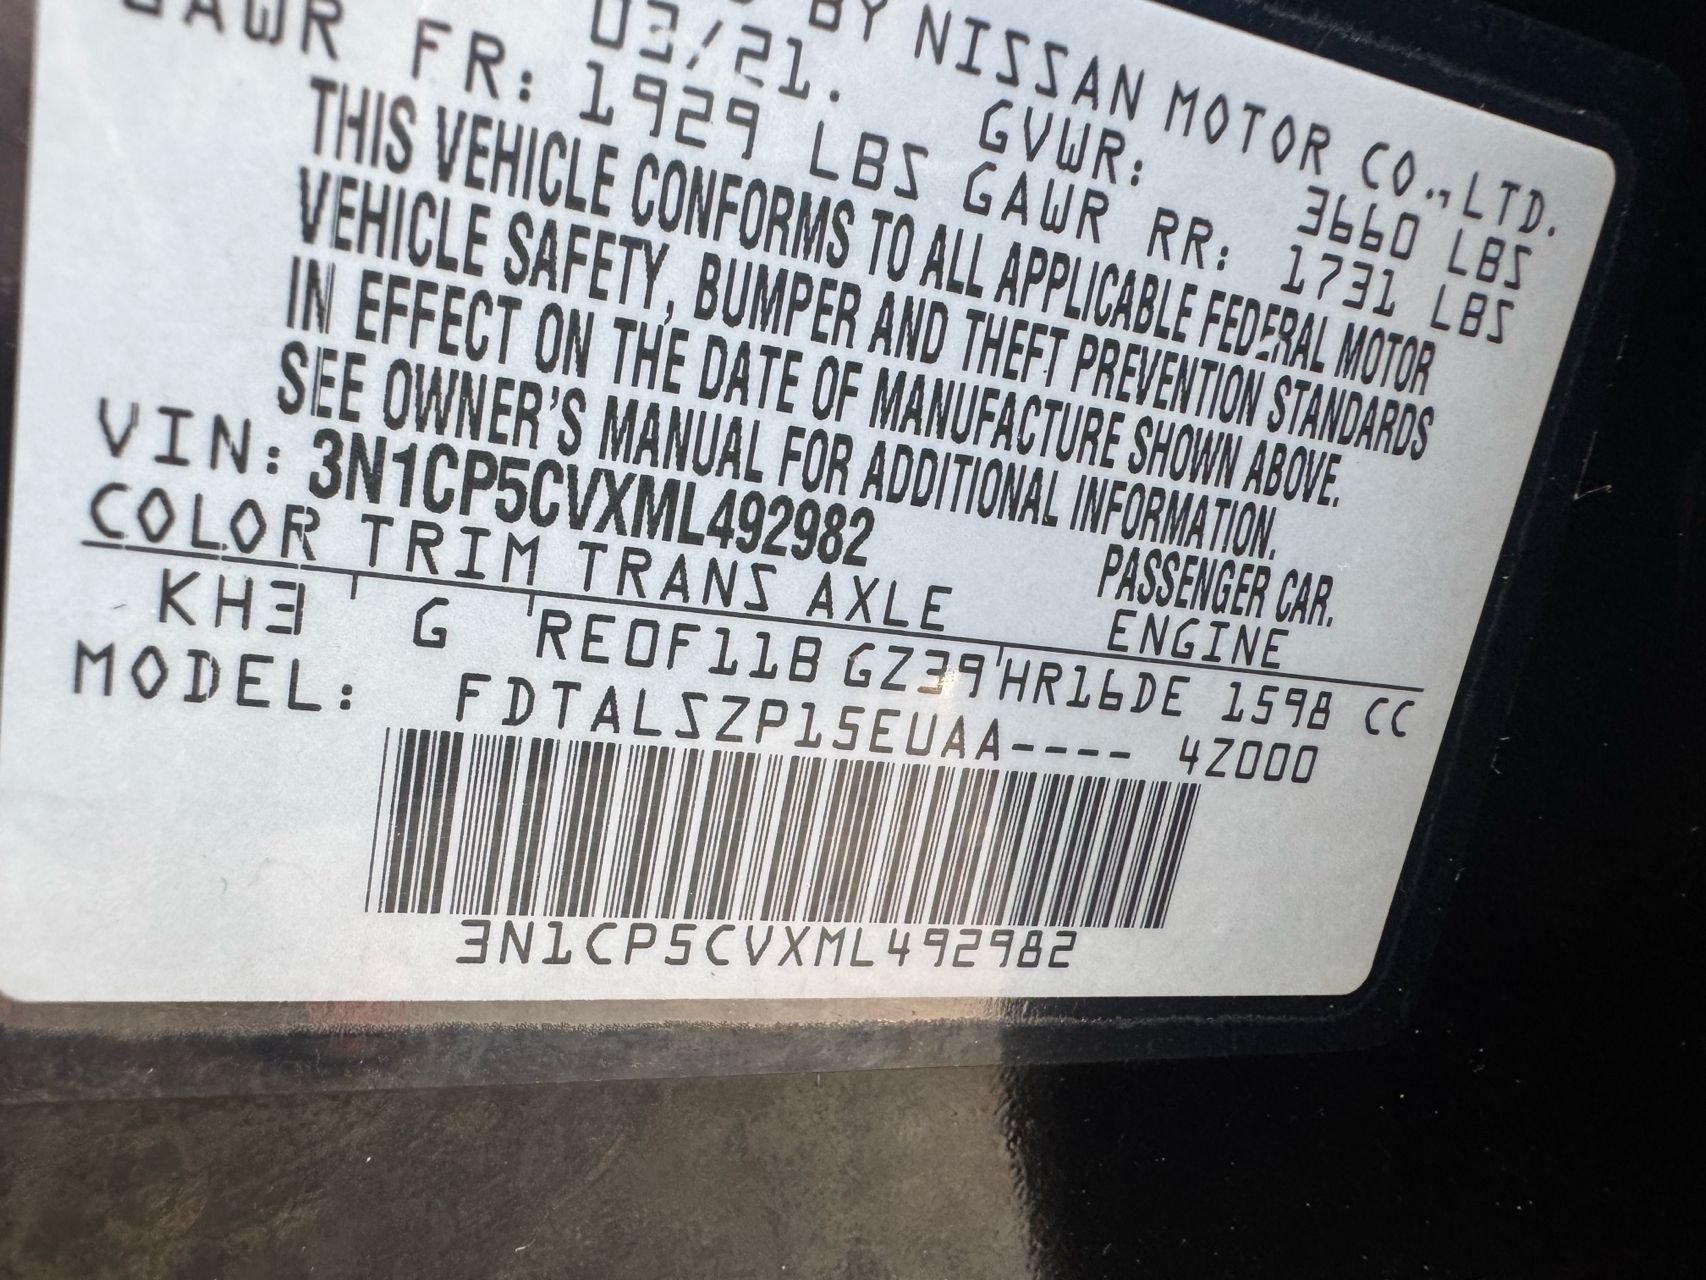 BY NISSAN MOTOR CO., LTD.
03/21. GVWR: 3660 LBS
GAWR FR: 1929 LBS GAWR RR: 1731 LBS
THIS VEHICLE CONFORMS TO ALL APPLICABLE FEDERAL MOTOR
VEHICLE SAFETY, BUMPER AND THEFT PREVENTION STANDARDS
IN EFFECT ON THE DATE OF MANUFACTURE SHOWN ABOVE.
SEE OWNER'S MANUAL FOR ADDITIONAL INFORMATION.
VIN: 3N1CP5CVXML492982 PASSENGER CAR.
COLOR TRIM TRANS AXLE ENGINE
KH3 G RE0F11B GZ39 HR16DE 1598 CC
MODEL: FDTALSZP15EUAA---- 4Z000
3N1CP5CVXML492982